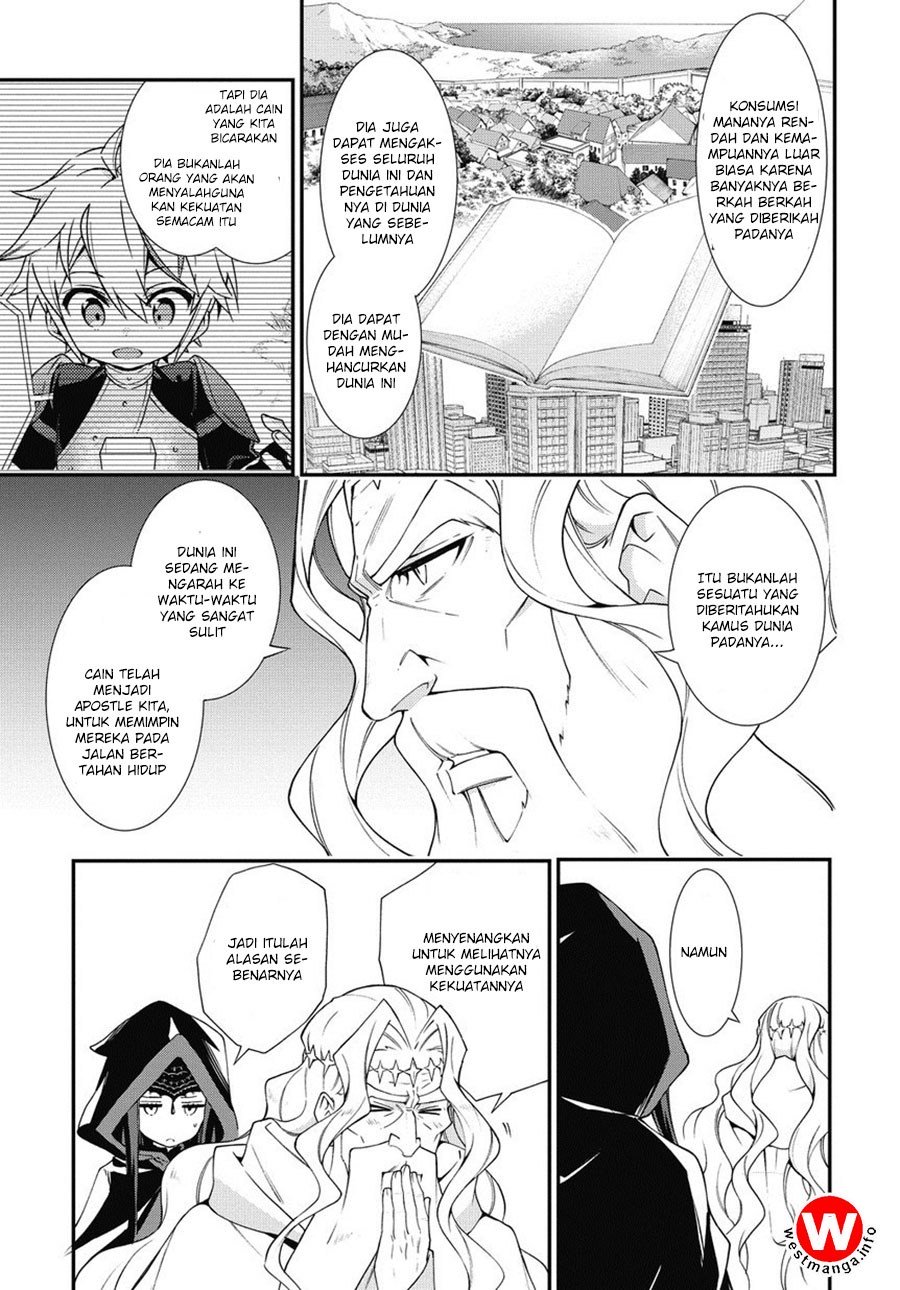 KONSUMSI
MANANYA REN-
DAH DAN KEMA-
MPUANNYA LUAR
BIASA KARENA
BANYAKNYA BER-
KAH BERKAH
YANG DIBERIKAH
PADANYA
DIA JUGA
DAPAT MENGAK-
SES SELURUH
DUNIA INI DAN
PENGETAHUAN
NYA DI DUNIA
YANG SEBE-
LUMNYA
DIA DAPAT
DENGAN MU-
DAH MENGH-
HANCURKAN
DUNIA INI
TAPI DIA
ADALAH CAIN
YANG KITA
BICARAKAN
DIA BUKANLAH
ORANG YANG AKAN
MENYALAHGUNA
KAN KEKUATAN
SEMACAM ITU
ITU BUKANLAH
SESUATU YANG
DIBERITAHUKAN
KAMUS DUNIA
PADANYA...
DUNIA INI
SEDANG ME-
NGARAH KE
WAKTU-WAKTU
YANG SANGAT
SULIT
CAIN TELAH
MENJADI
APOSTLE KITA,
UNTUK MEMIMPIN
MEREKA PADA
JALAN BER-
TAHAN HIDUP
NAMUN
MENYENANGKAN
UNTUK MELIHATNYA
MENGGUNAKAN
KEKUATANNYA
JADI ITULAH
ALASAN SE-
BENARNYA
W
westmanga.info